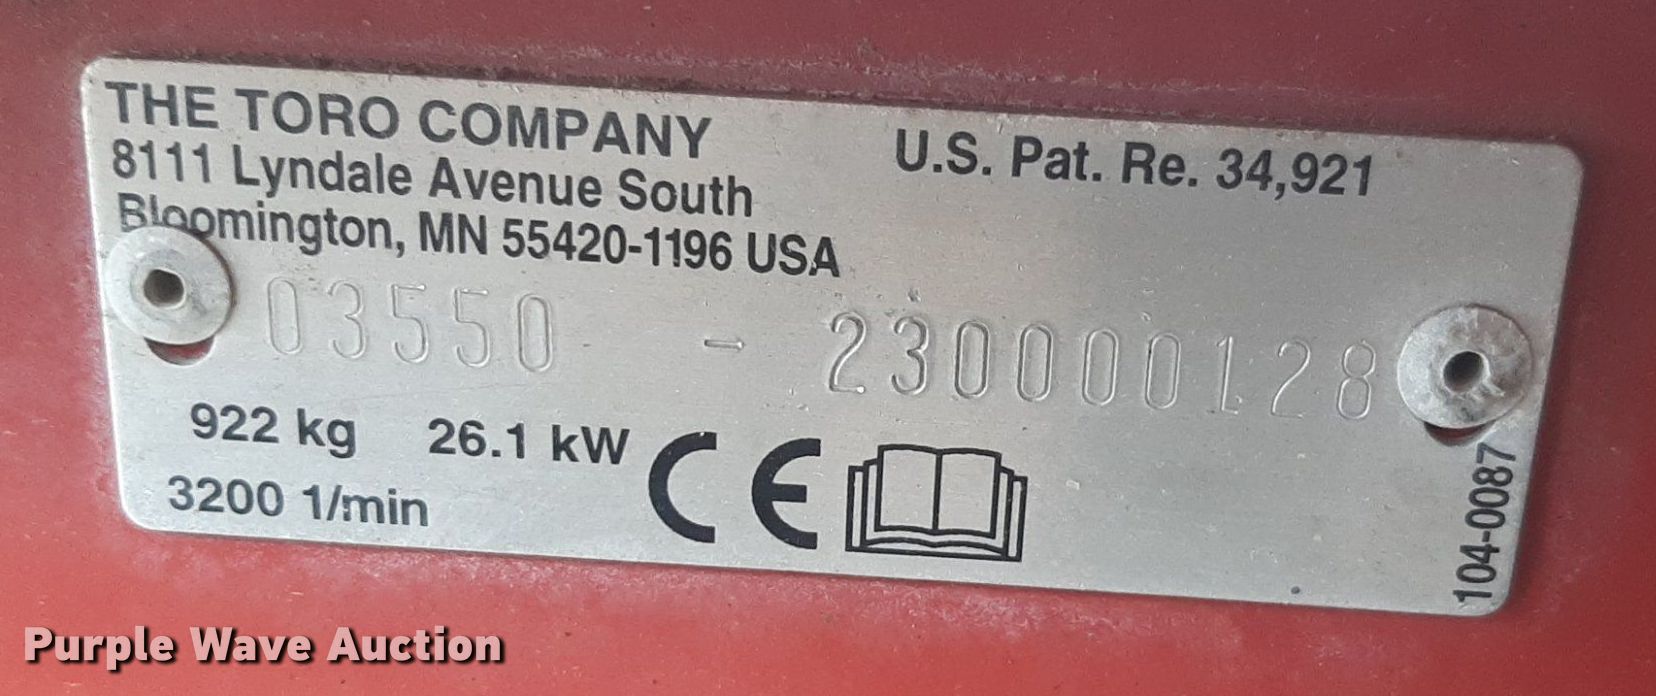 THE TORO COMPANY
8111 Lyndale Avenue South
Bloomington, MN 55420-1196 USA
U.S. Pat. Re. 34,921
03550 - 230000128
922 kg 26.1 kW
3200 1/min
CE
104-0087
Purple Wave Auction